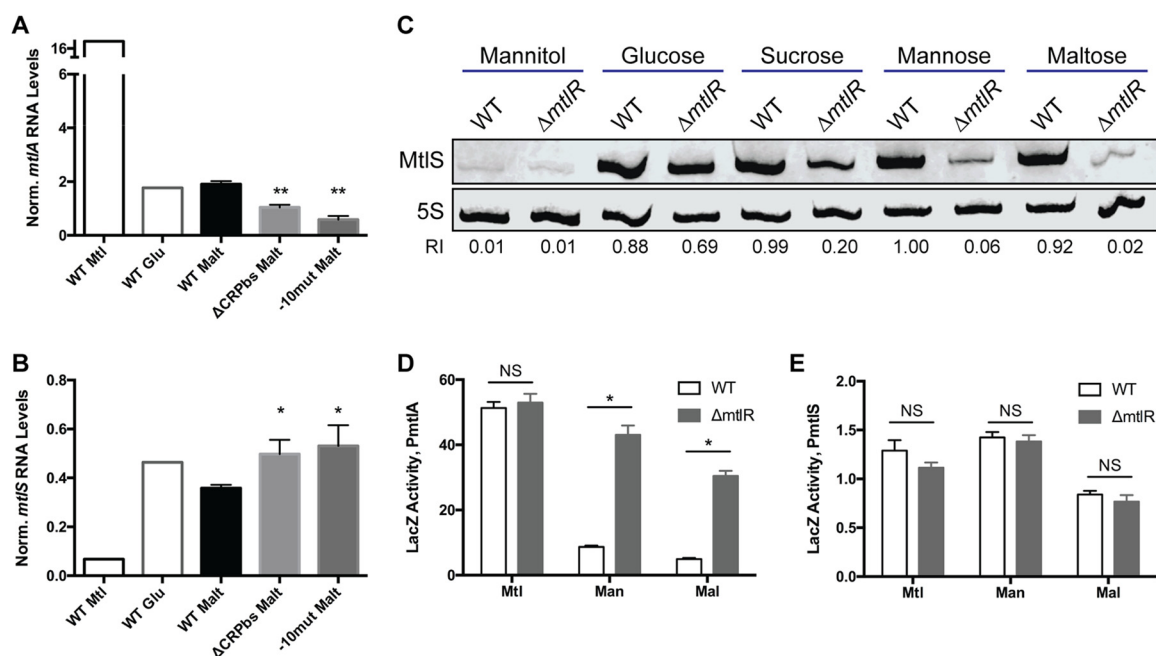 A
Norm. mtlA RNA Levels
16
6
4
2
0
WT Mtl
WT Glu
WT Malt
** ΔCRPbs Malt
** -10mut Malt
B
Norm. mtlS RNA Levels
0.8
0.6
0.4
0.2
0.0
WT Mtl
WT Glu
WT Malt
* ΔCRPbs Malt
* -10mut Malt
C
Mannitol Glucose Sucrose Mannose Maltose
WT ΔmtlR WT ΔmtlR WT ΔmtlR WT ΔmtlR WT ΔmtlR
MtlS
5S
RI 0.01 0.01 0.88 0.69 0.99 0.20 1.00 0.06 0.92 0.02
D
LacZ Activity, PmtlA
60
40
20
0
NS
*
*
WT
ΔmtlR
Mtl Man Mal
E
LacZ Activity, PmtlS
2.0
1.5
1.0
0.5
0.0
NS
NS
NS
WT
ΔmtlR
Mtl Man Mal